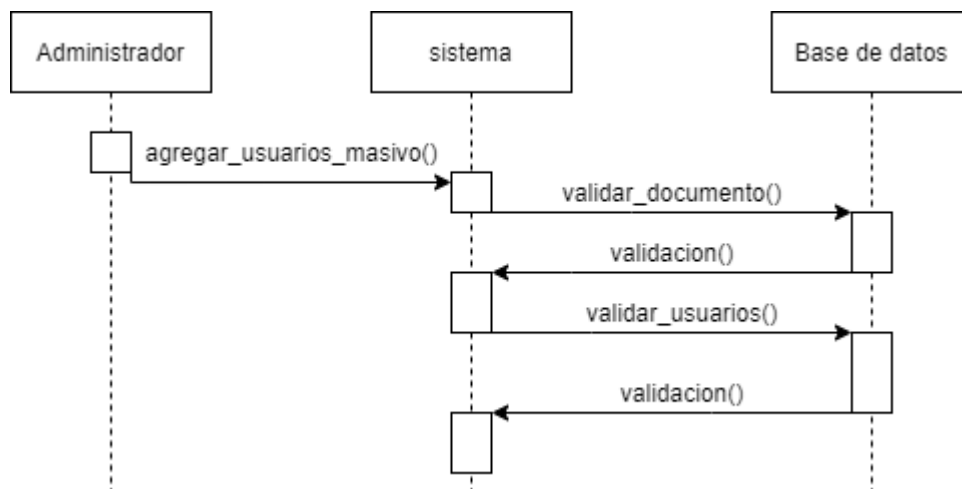 Administrador
sistema
Base de datos
agregar_usuarios_masivo()
validar_documento()
validacion()
validar_usuarios()
validacion()